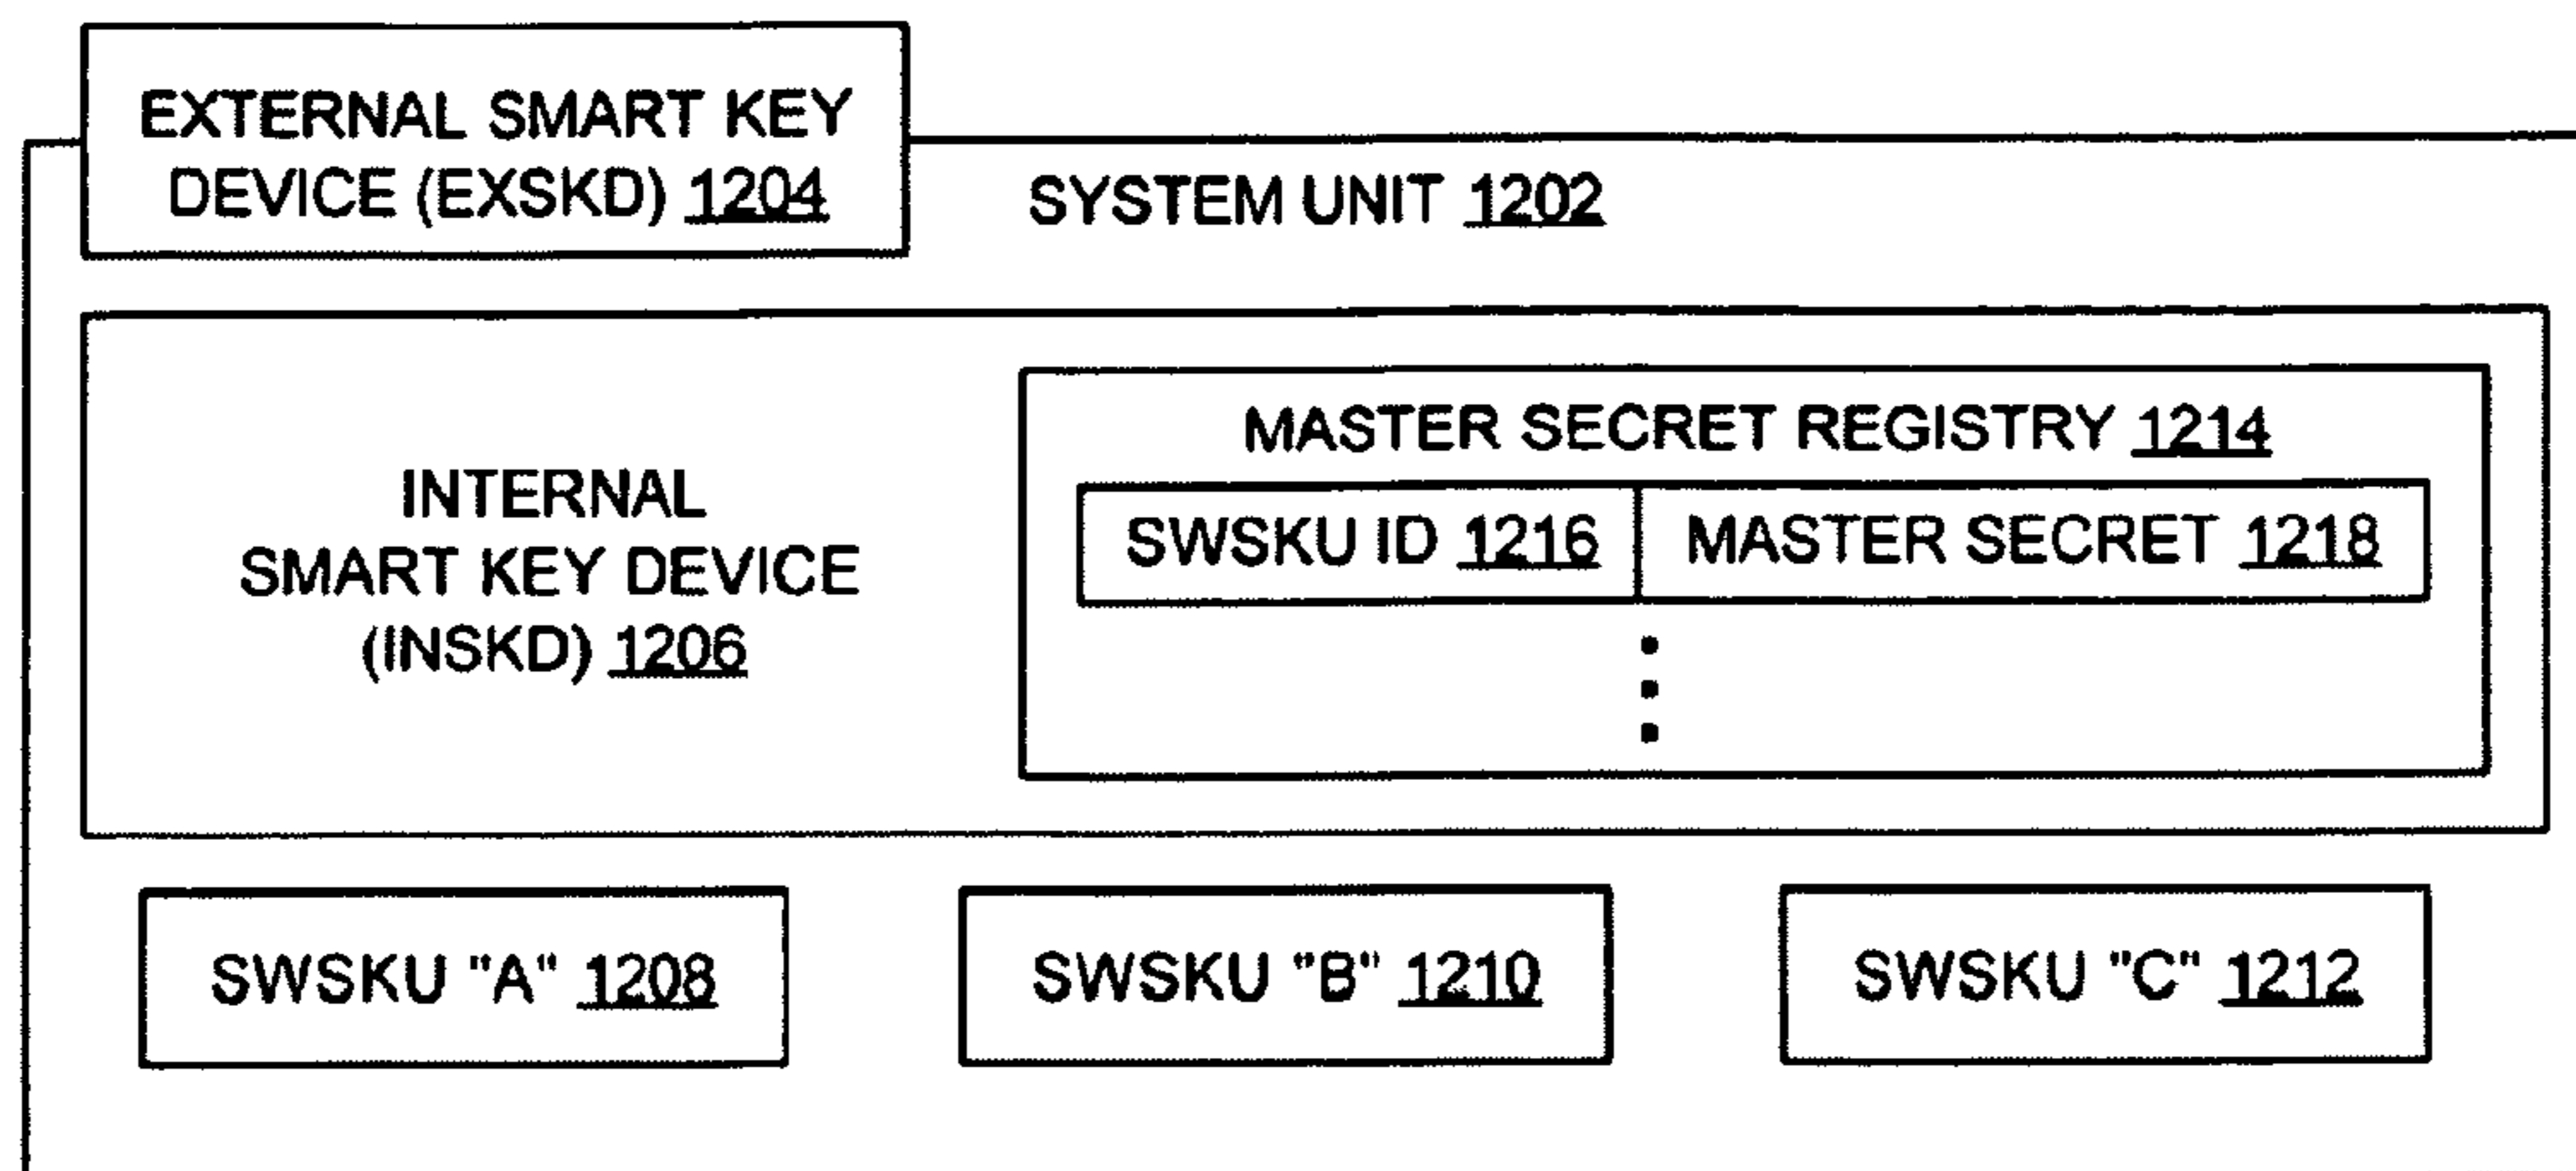 EXTERNAL SMART KEY
DEVICE (EXSKD) 1204
SYSTEM UNIT 1202
INTERNAL
SMART KEY DEVICE
(INSKD) 1206
MASTER SECRET REGISTRY 1214
SWSKU ID 1216
MASTER SECRET 1218
SWSKU "A" 1208
SWSKU "B" 1210
SWSKU "C" 1212